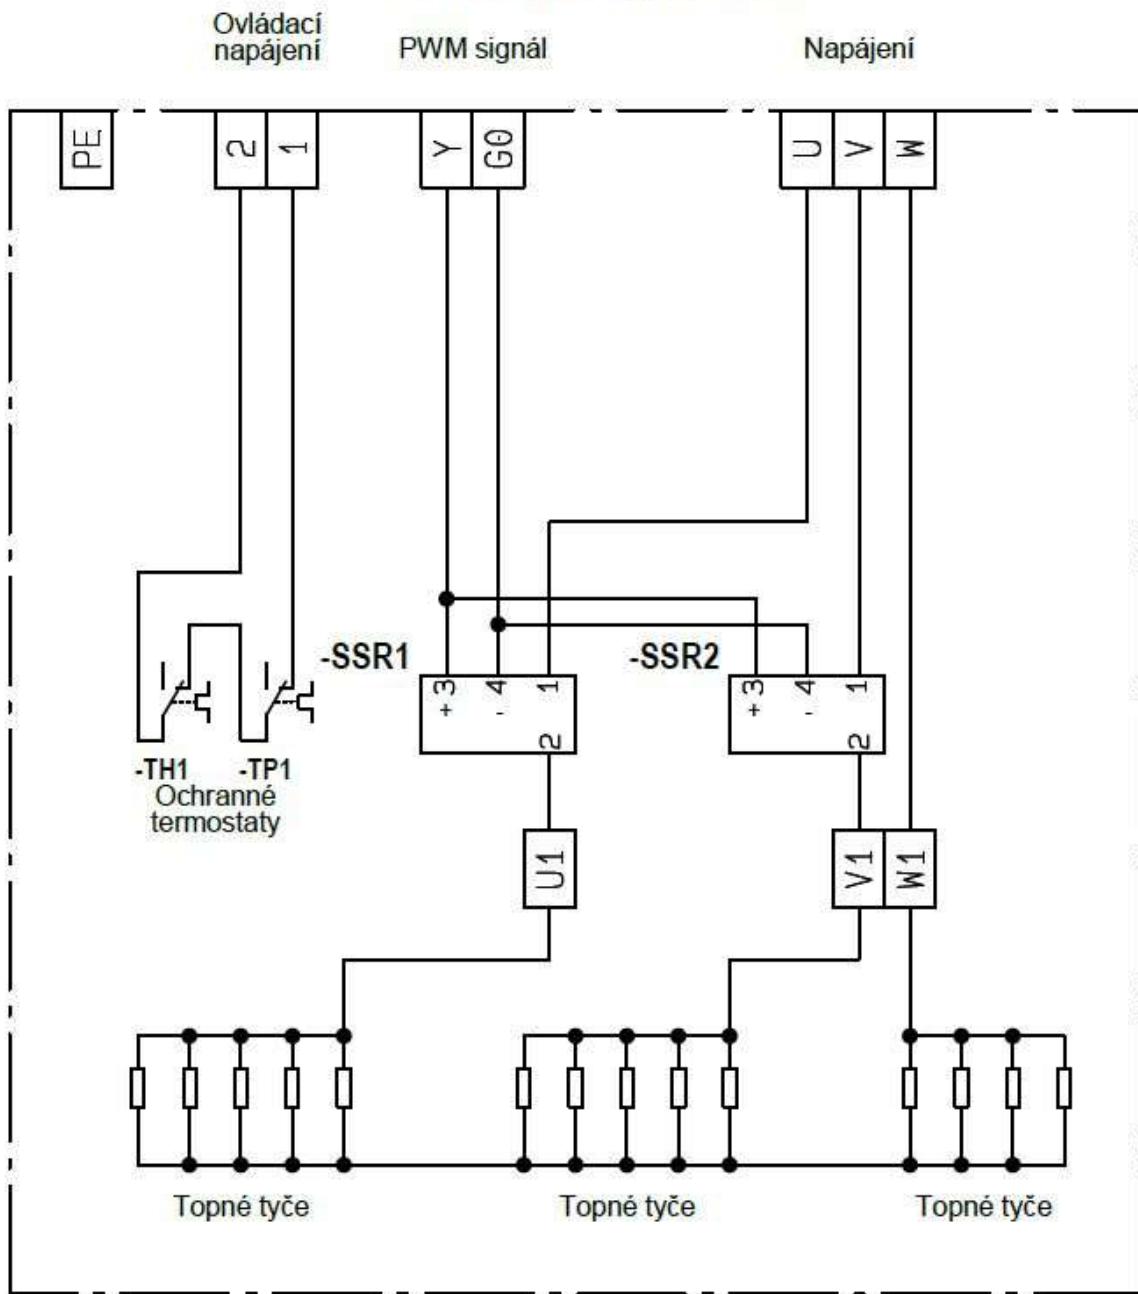 Ovládací
napájení
PWM signál
Napájení
PE
2
1
Y
G0
U
V
W
-SSR1
-SSR2
+ 3
- 4
1
2
+ 3
- 4
1
2
-TH1
-TP1
Ochranné
termostaty
U1
V1
W1
Topné tyče
Topné tyče
Topné tyče